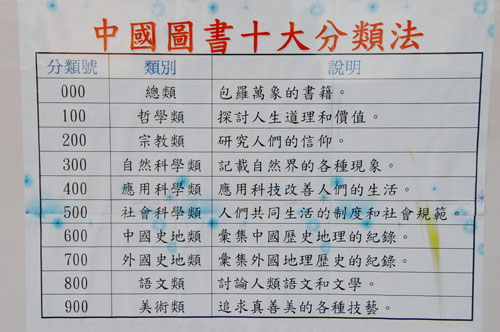 中國圖書十大分類法
分類號 類別 說明
000 總類 包羅萬象的書籍。
100 哲學類 探討人生道理和價值。
200 宗教類 研究人們的信仰。
300 自然科學類 記載自然界的各種現象。
400 應用科學類 應用科技改善人們的生活。
500 社會科學類 人們共同生活的制度和社會規範。
600 中國史地類 彙集中國歷史地理的紀錄。
700 外國史地類 彙集外國地理歷史的紀錄。
800 語文類 討論人類語文和文學。
900 美術類 追求真善美的各種技藝。